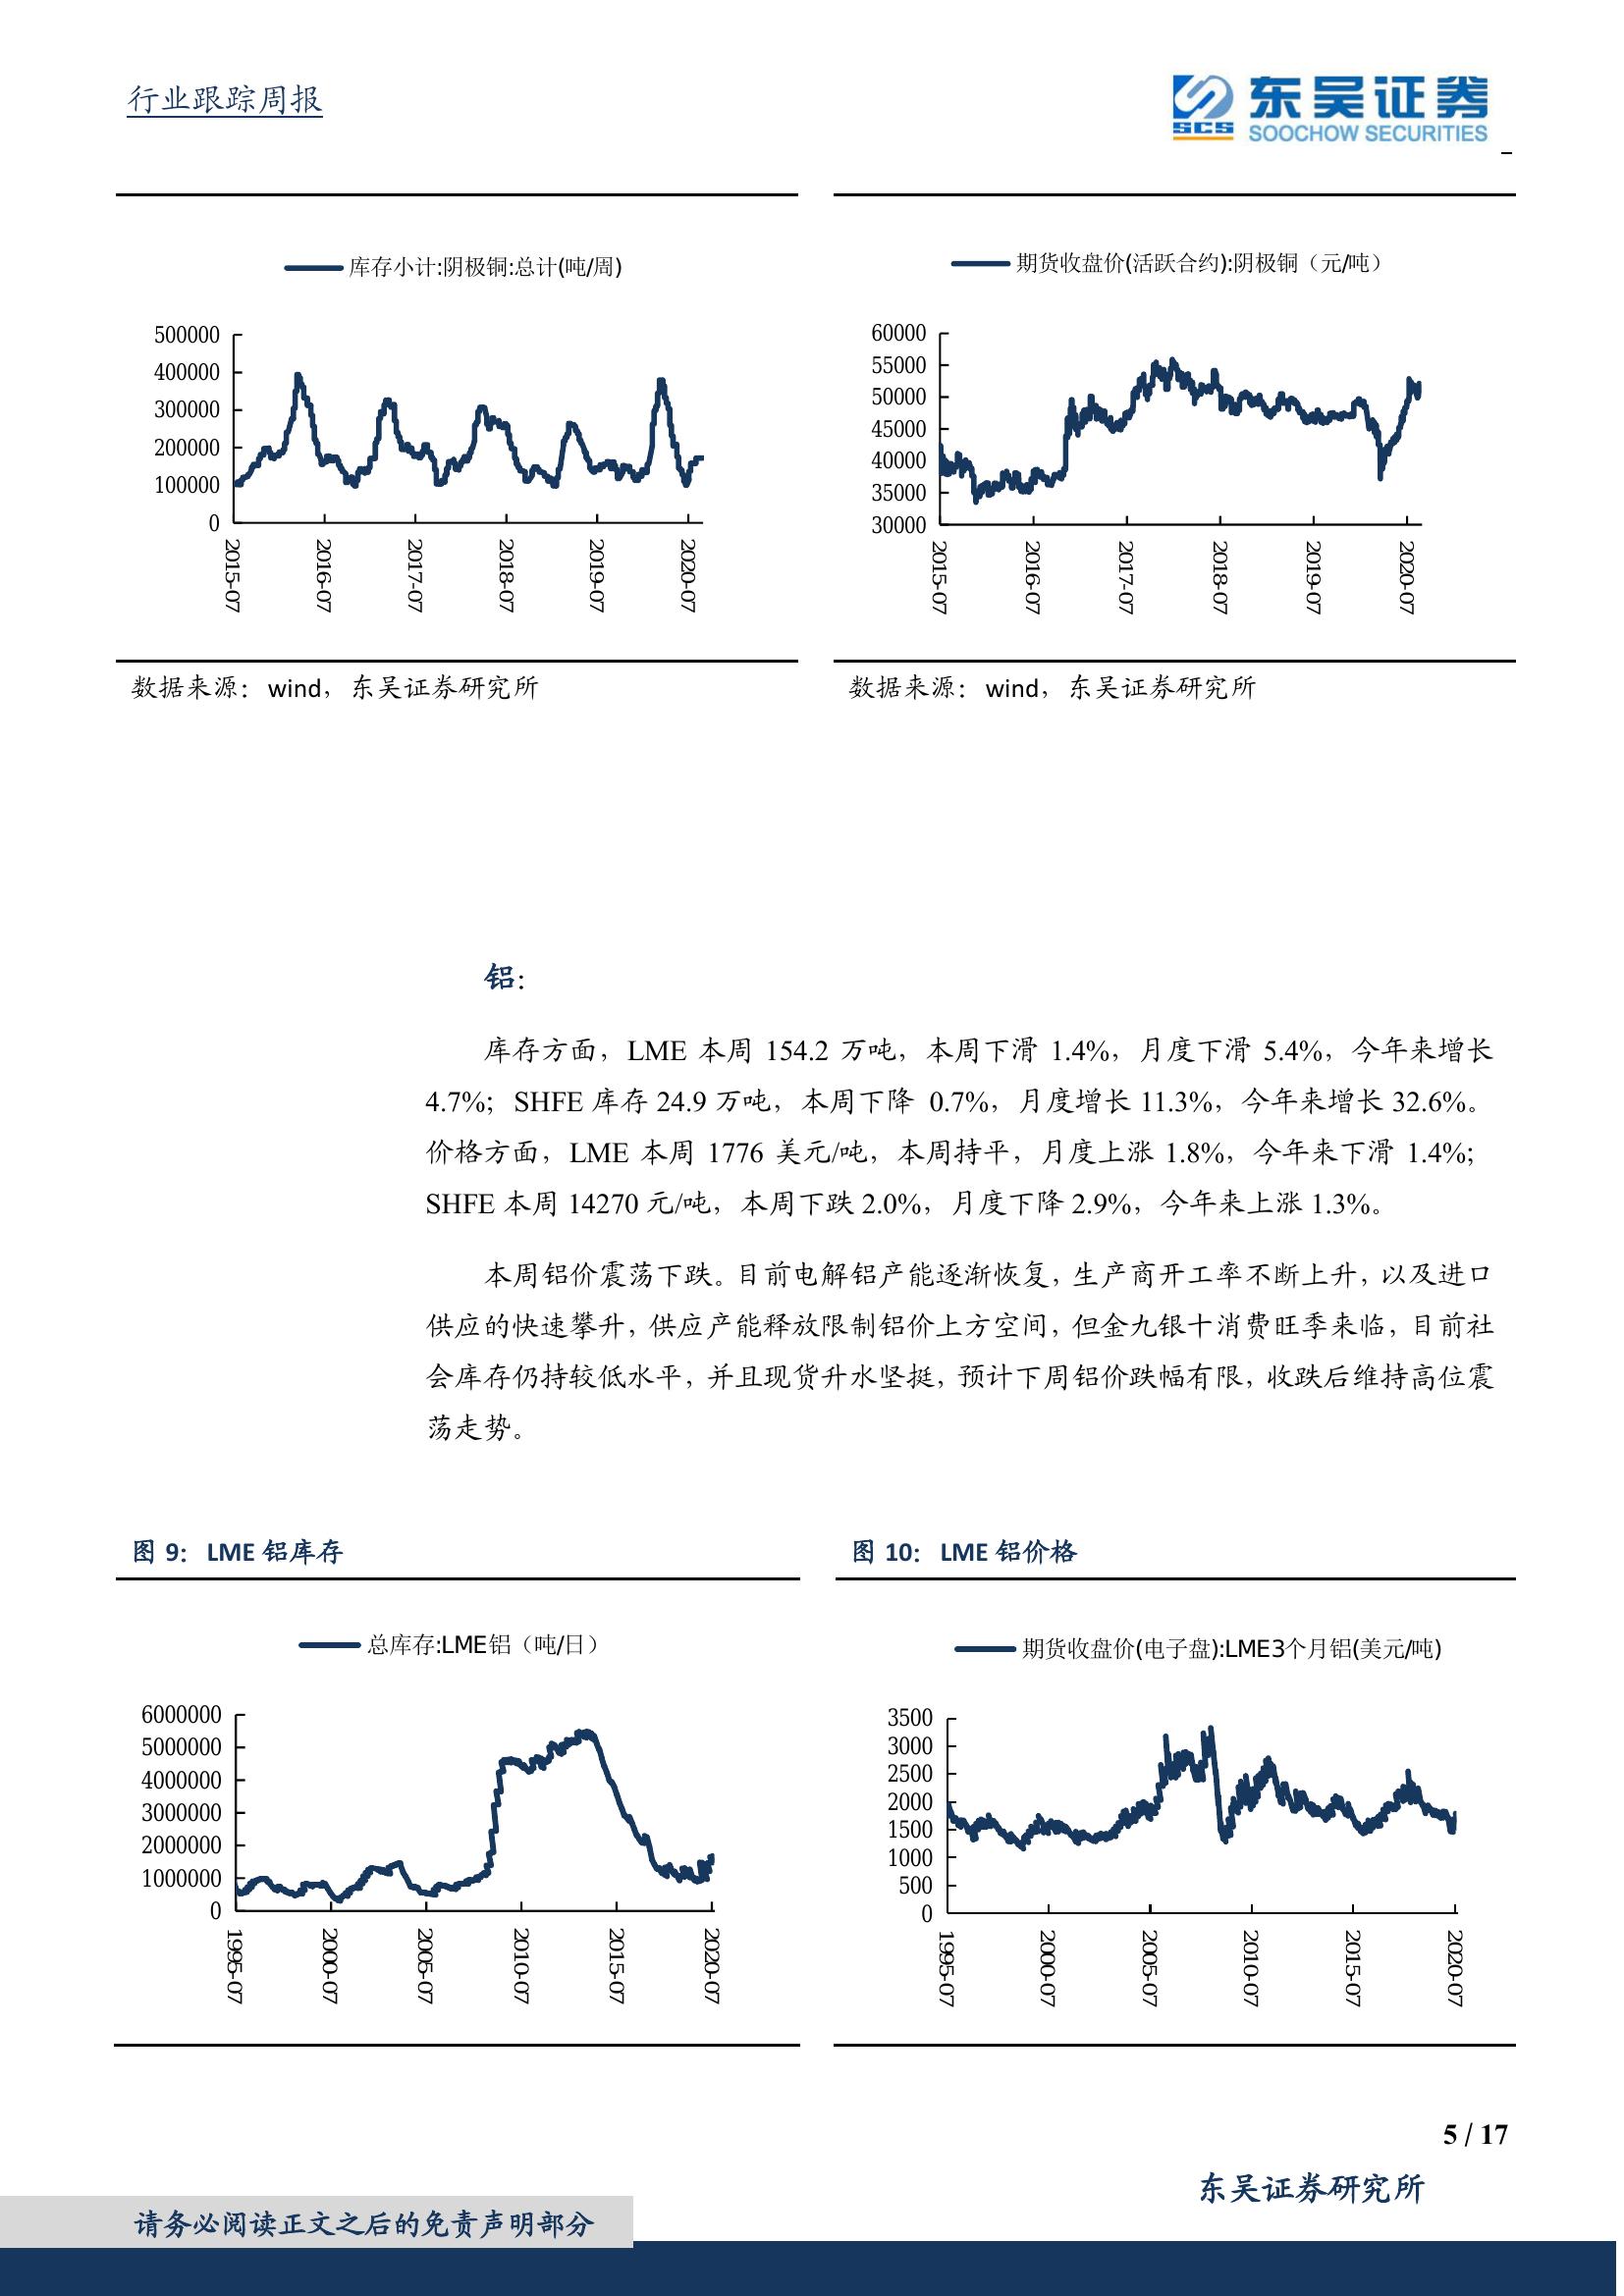 行业跟踪周报
SCS
东吴证券
SOOCHOW SECURITIES
库存小计:阴极铜:总计(吨/周)
500000
400000
300000
200000
100000
0
2015-07
2016-07
2017-07
2018-07
2019-07
2020-07
期货收盘价(活跃合约):阴极铜（元/吨）
60000
55000
50000
45000
40000
35000
30000
2015-07
2016-07
2017-07
2018-07
2019-07
2020-07
数据来源：wind，东吴证券研究所
数据来源：wind，东吴证券研究所
铝：
库存方面，LME 本周 154.2 万吨，本周下滑 1.4%，月度下滑 5.4%，今年来增长
4.7%；SHFE 库存 24.9 万吨，本周下降 0.7%，月度增长 11.3%，今年来增长 32.6%。
价格方面，LME 本周 1776 美元/吨，本周持平，月度上涨 1.8%，今年来下滑 1.4%；
SHFE 本周 14270 元/吨，本周下跌 2.0%，月度下降 2.9%，今年来上涨 1.3%。
本周铝价震荡下跌。目前电解铝产能逐渐恢复，生产商开工率不断上升，以及进口
供应的快速攀升，供应产能释放限制铝价上方空间，但金九银十消费旺季来临，目前社
会库存仍持较低水平，并且现货升水坚挺，预计下周铝价跌幅有限，收跌后维持高位震
荡走势。
图 9：LME 铝库存
图 10：LME 铝价格
总库存:LME铝（吨/日）
6000000
5000000
4000000
3000000
2000000
1000000
0
1995-07
2000-07
2005-07
2010-07
2015-07
2020-07
期货收盘价(电子盘):LME3个月铝(美元/吨)
3500
3000
2500
2000
1500
1000
500
0
1995-07
2000-07
2005-07
2010-07
2015-07
2020-07
5 / 17
东吴证券研究所
请务必阅读正文之后的免责声明部分